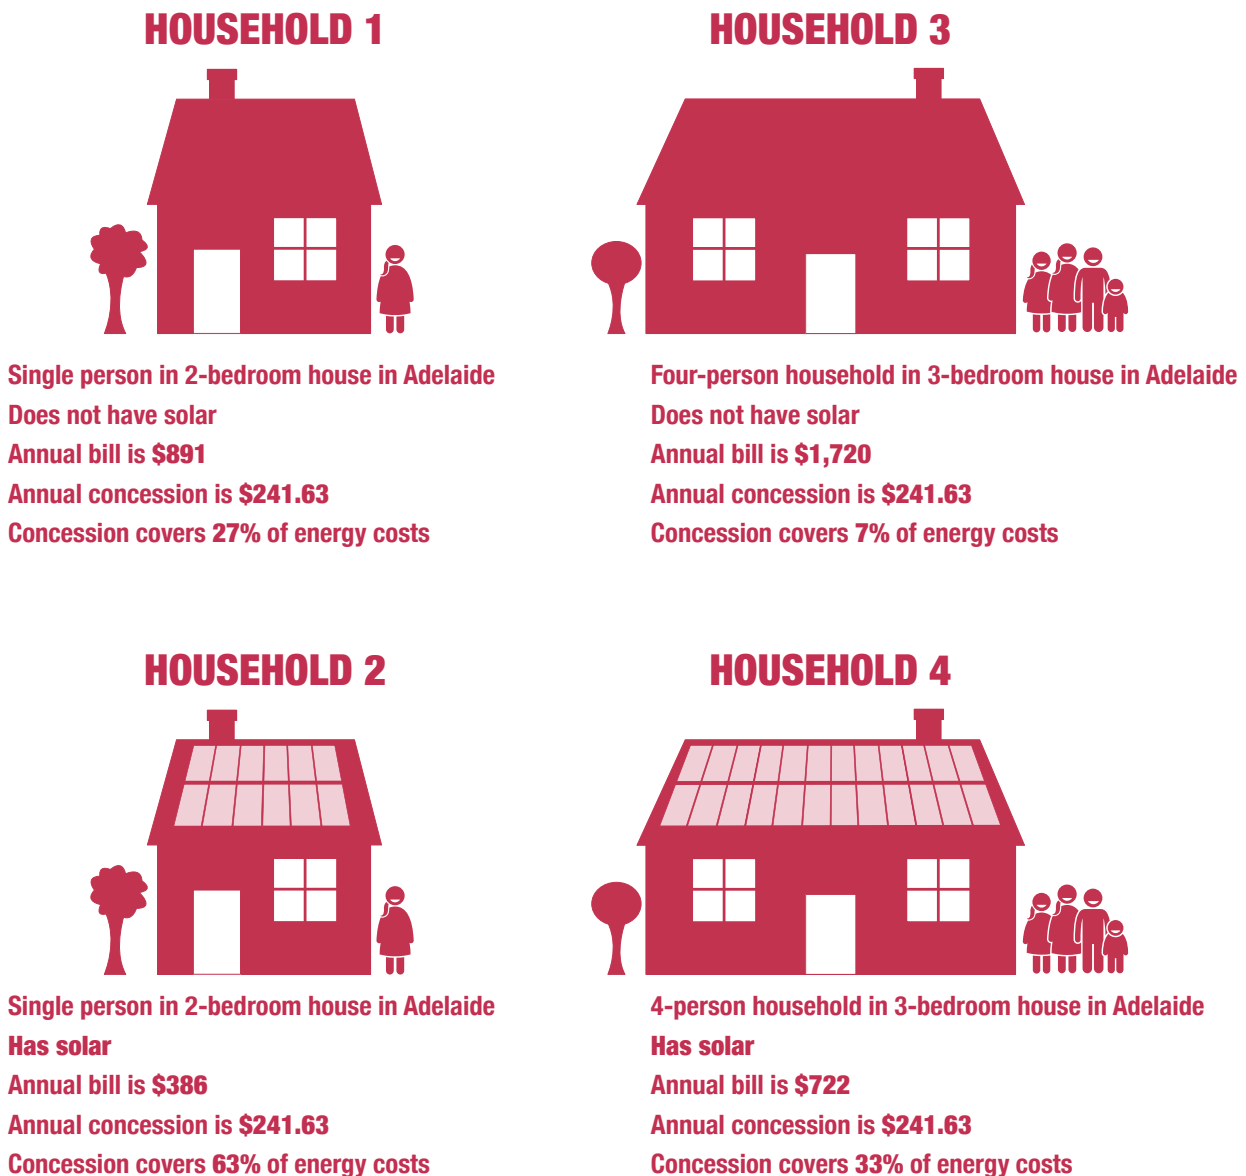 HOUSEHOLD 1
Single person in 2-bedroom house in Adelaide
Does not have solar
Annual bill is $891
Annual concession is $241.63
Concession covers 27% of energy costs
HOUSEHOLD 3
Four-person household in 3-bedroom house in Adelaide
Does not have solar
Annual bill is $1,720
Annual concession is $241.63
Concession covers 7% of energy costs
HOUSEHOLD 2
Single person in 2-bedroom house in Adelaide
Has solar
Annual bill is $386
Annual concession is $241.63
Concession covers 63% of energy costs
HOUSEHOLD 4
4-person household in 3-bedroom house in Adelaide
Has solar
Annual bill is $722
Annual concession is $241.63
Concession covers 33% of energy costs